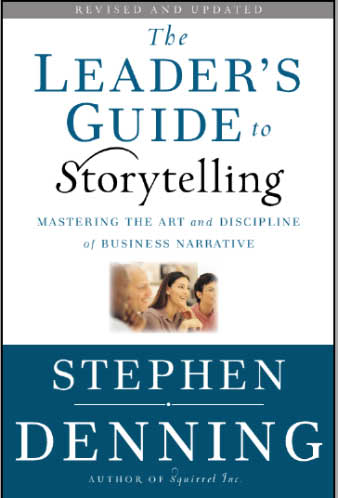 REVISED AND UPDATED
The
LEADER'S
GUIDE to
Storytelling
MASTERING THE ART and DISCIPLINE
of BUSINESS NARRATIVE
STEPHEN
DENNING
AUTHOR OF Squirrel Inc.